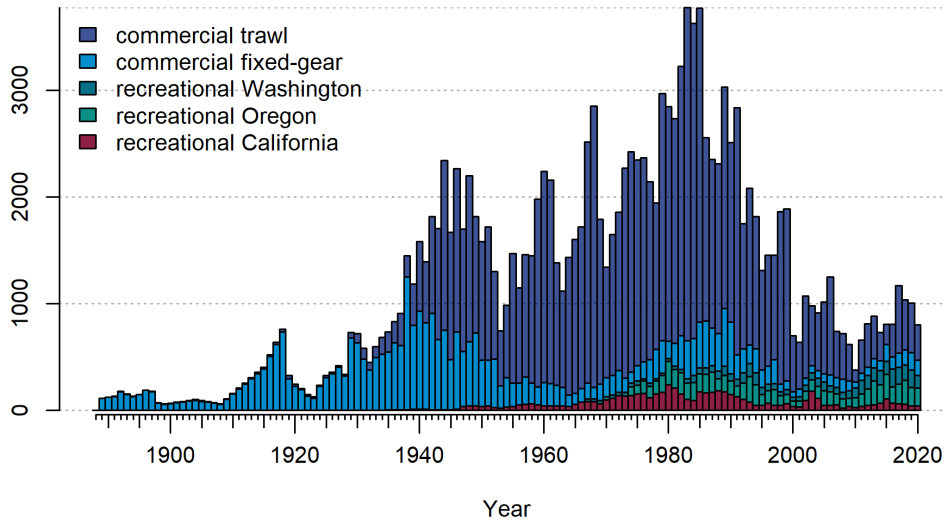 commercial trawl
commercial fixed-gear
recreational Washington
recreational Oregon
recreational California
3000
2000
1000
0
1900 1920 1940 1960 1980 2000 2020
Year